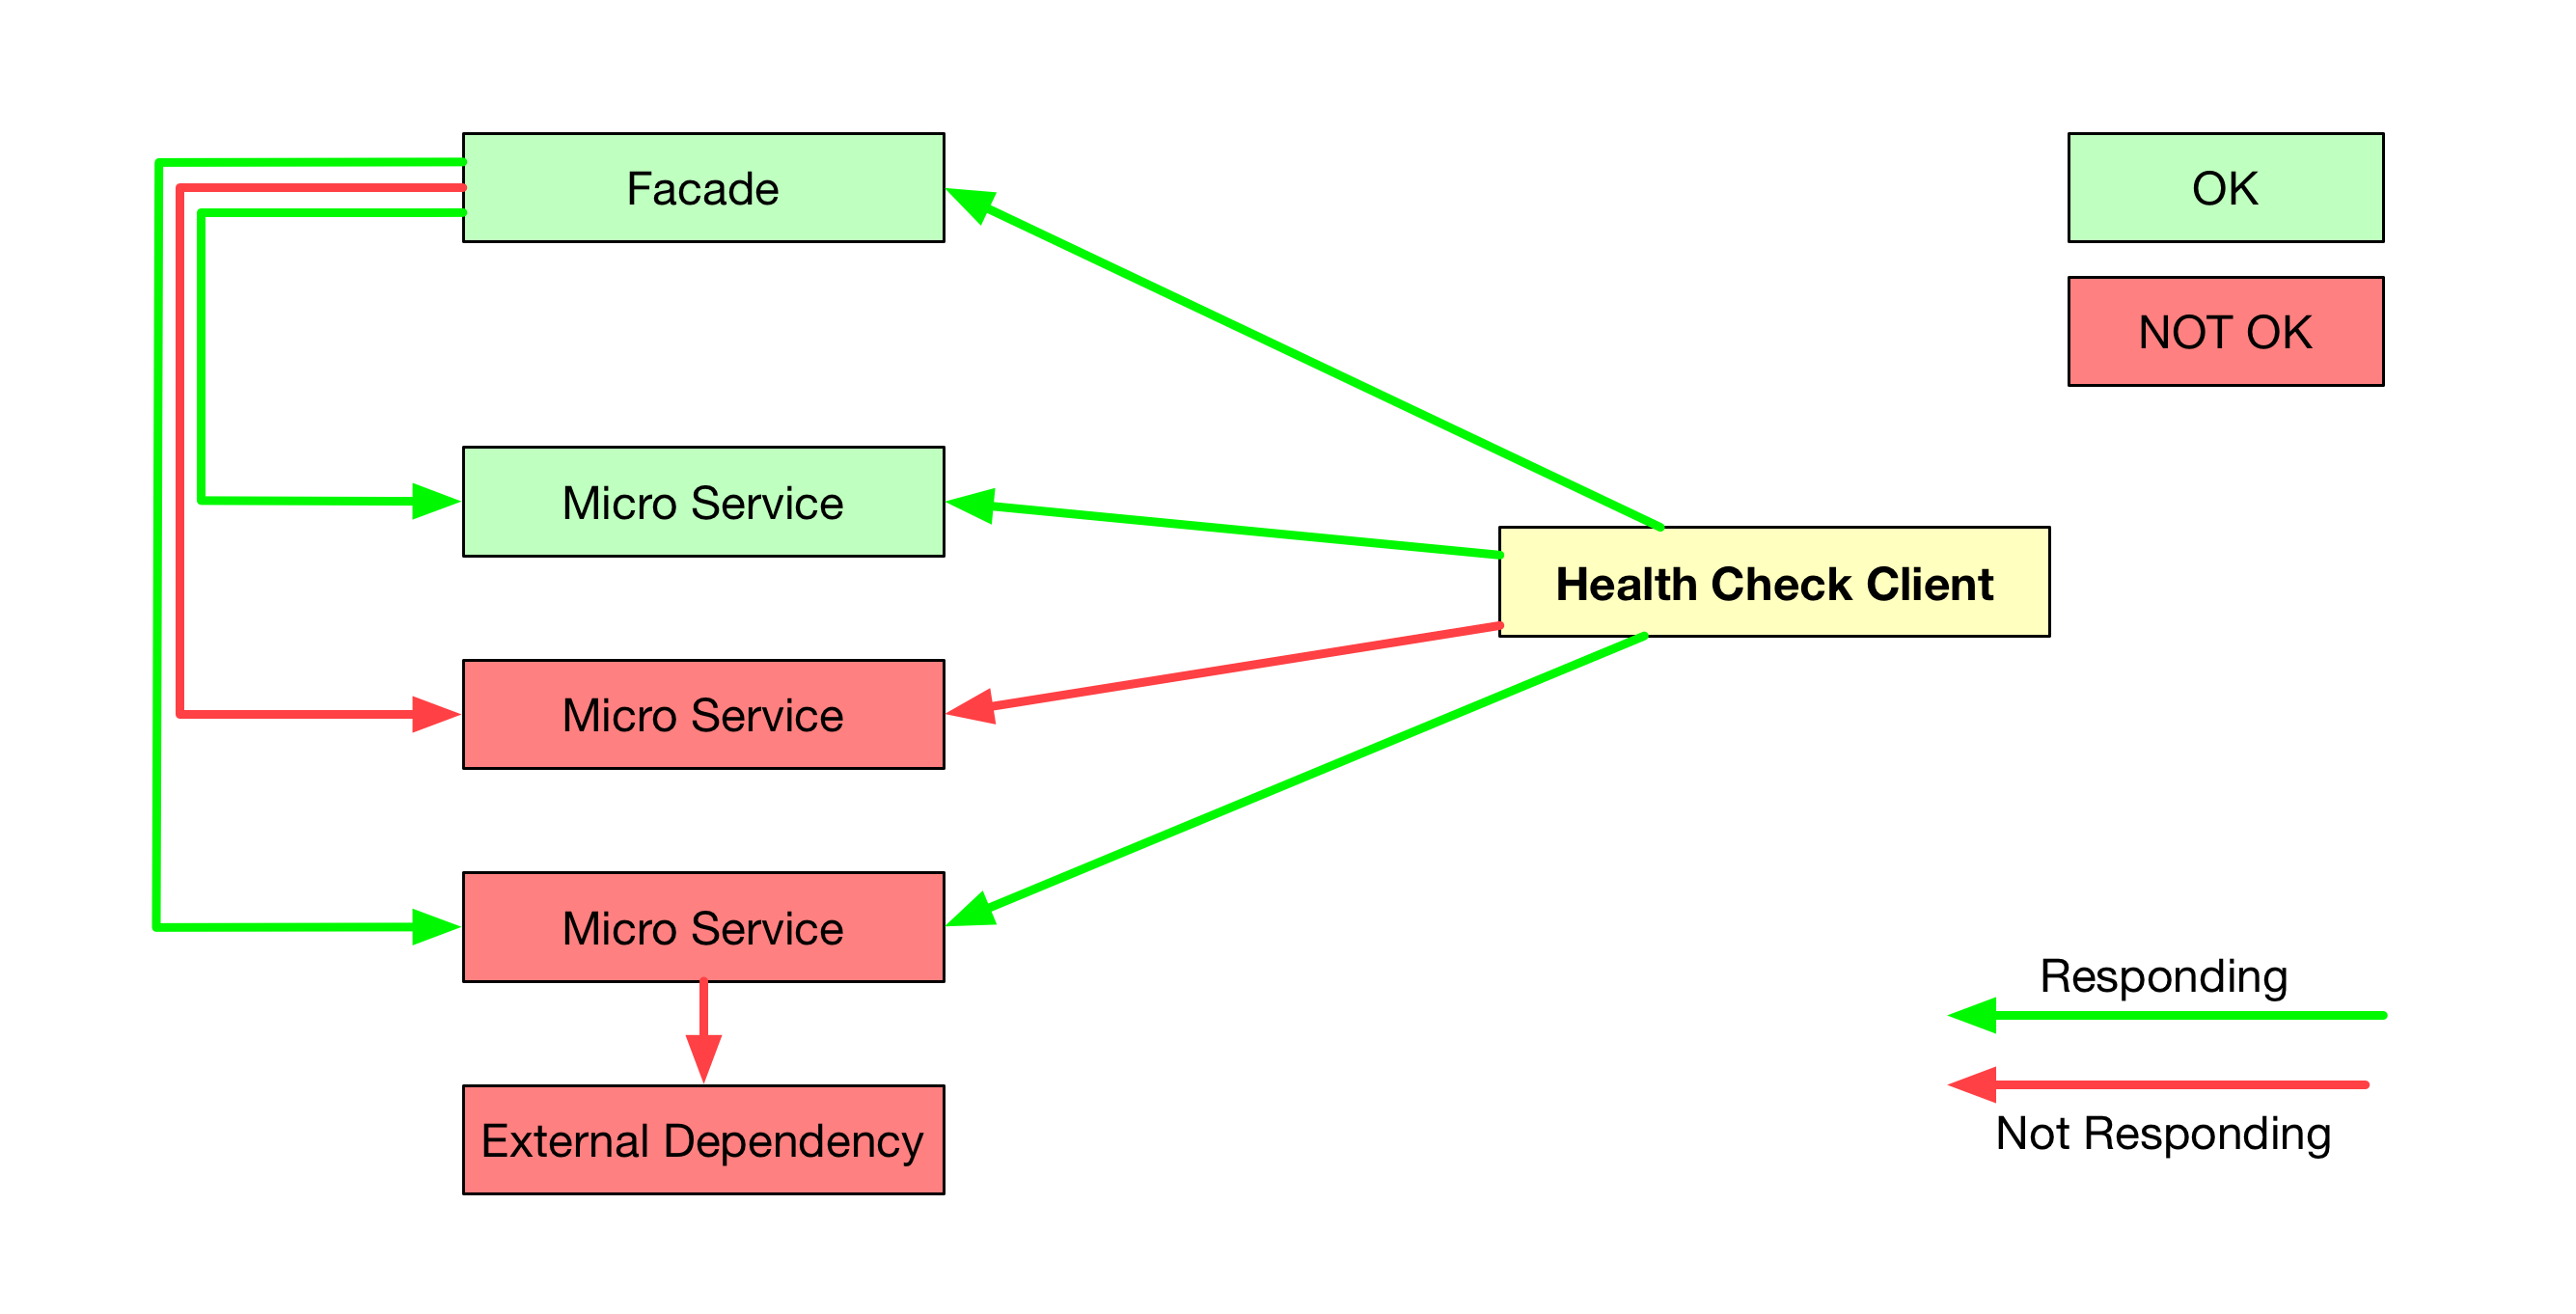 Facade
OK
NOT OK
Micro Service
Health Check Client
Micro Service
Micro Service
Responding
External Dependency
Not Responding